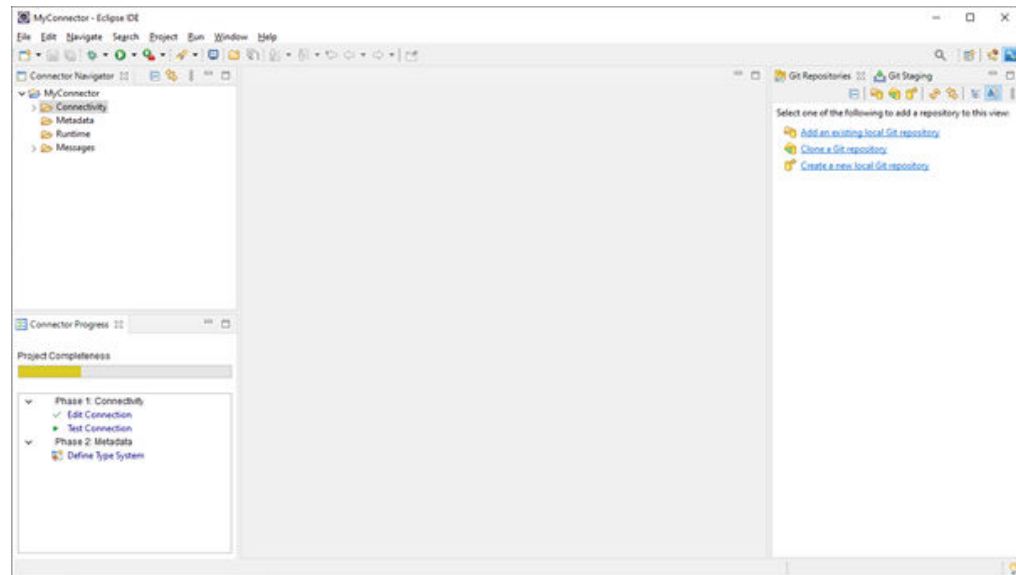 MyConnector - Eclipse IDE
File Edit Navigate Search Project Run Window Help
Connector Navigator
MyConnector
Connectivity
Metadata
Runtime
Messages
Connector Progress
Project Completeness
Phase 1: Connectivity
Edit Connection
Test Connection
Phase 2: Metadata
Define Type System
Git Repositories Git Staging
Select one of the following to add a repository to this view:
Add an existing local Git repository
Clone a Git repository
Create a new local Git repository